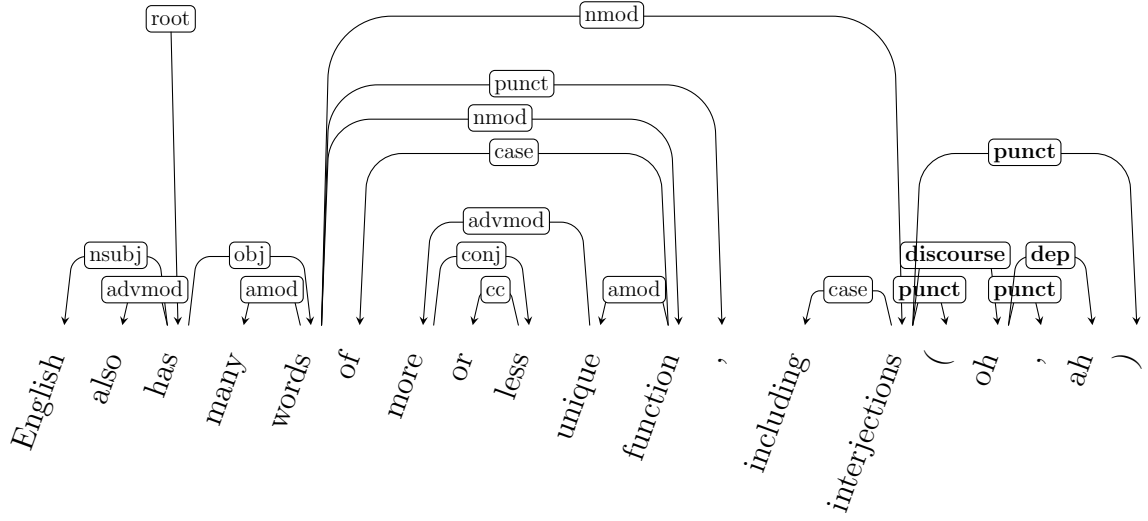 root nmod
punct
nmod
case punct
advmod
nsubj obj conj discourse dep
advmod amod cc amod case punct punct
English also has many words of more or less unique function , including interjections ( oh , ah )